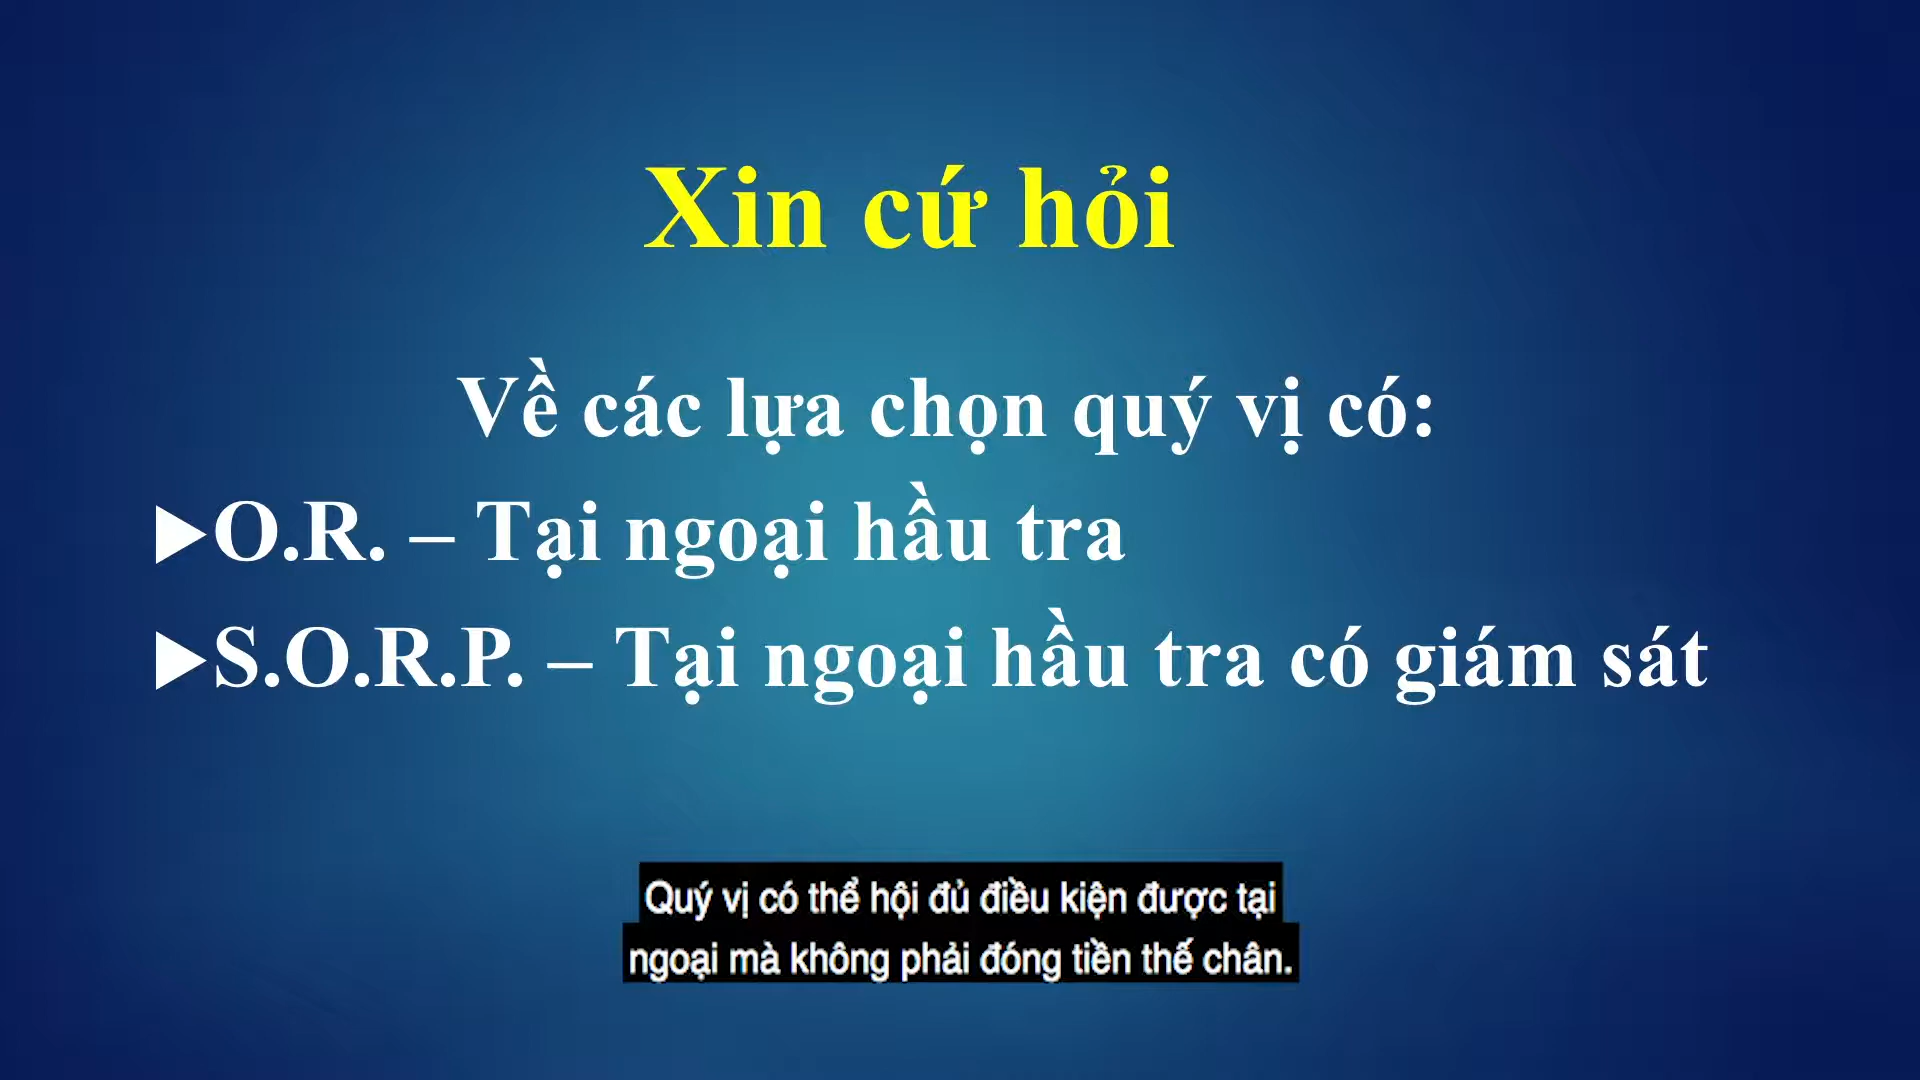 Xin cứ hỏi
Về các lựa chọn quý vị có:
▶O.R. – Tại ngoại hầu tra
▶S.O.R.P. – Tại ngoại hầu tra có giám sát
Quý vị có thể hội đủ điều kiện được tại
ngoại mà không phải đóng tiền thế chân.